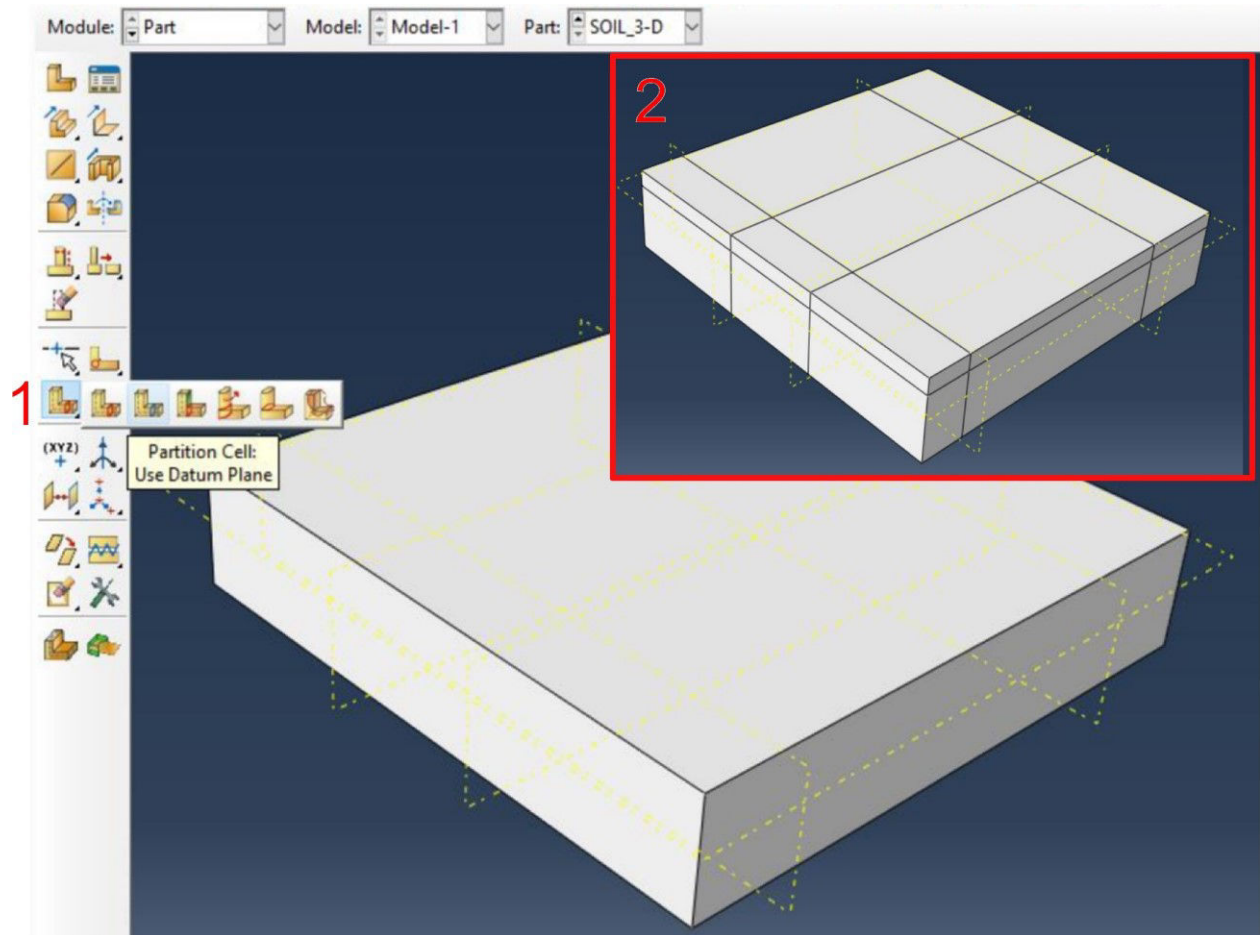 Module: Part Model: Model-1 Part: SOIL_3-D
2
1
(XYZ)
Partition Cell:
Use Datum Plane